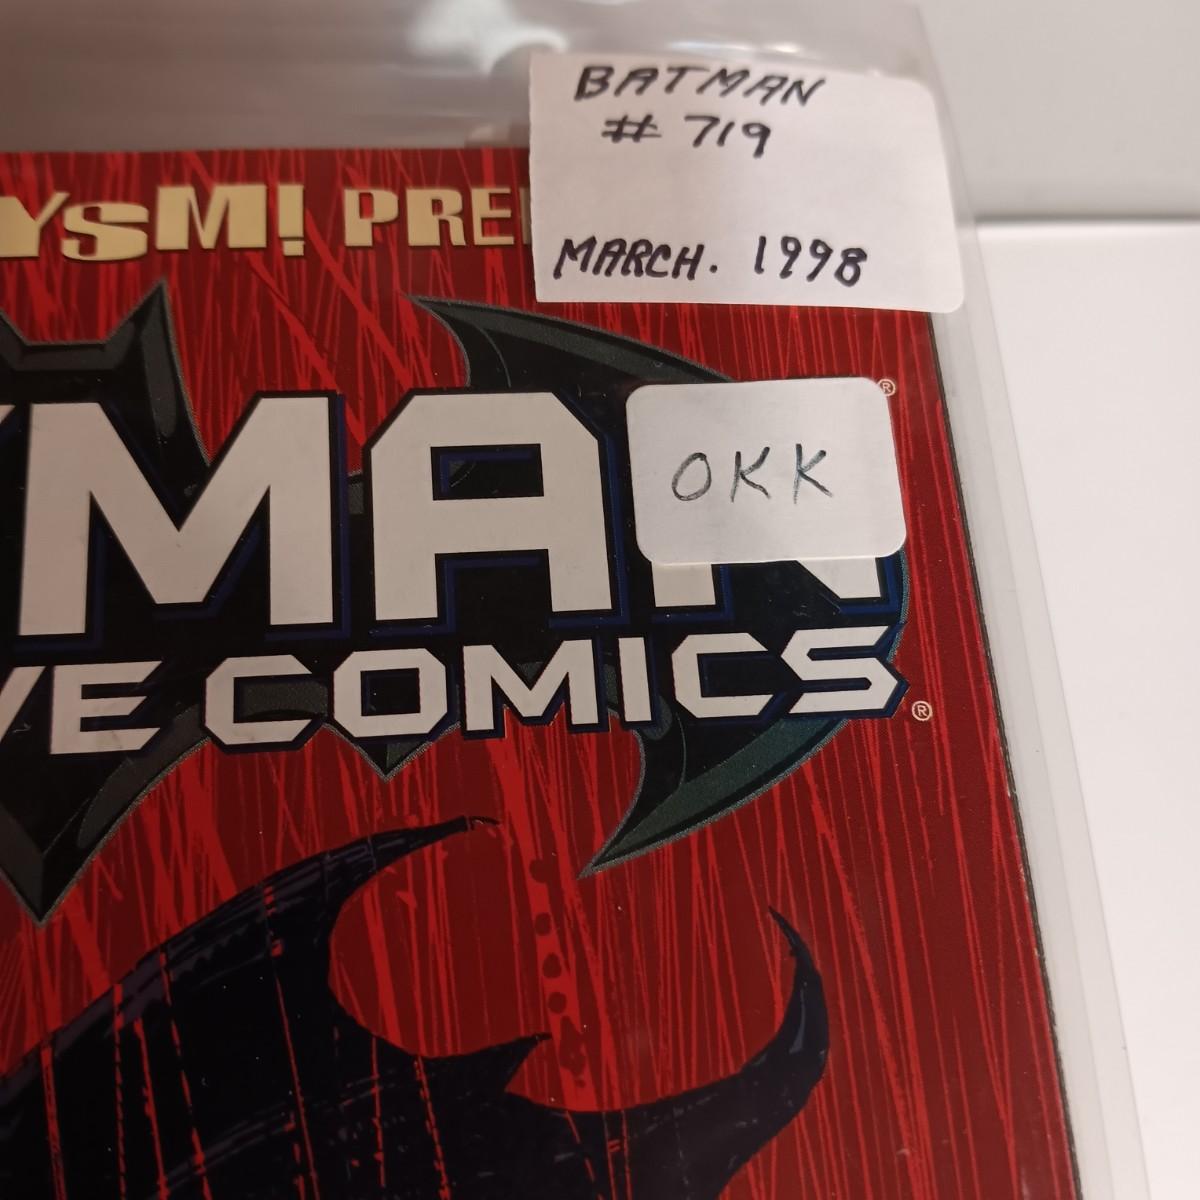 BATMAN
# 719
MARCH. 1998
YSM! PRE
MAN
®
OKK
VE COMICS
®